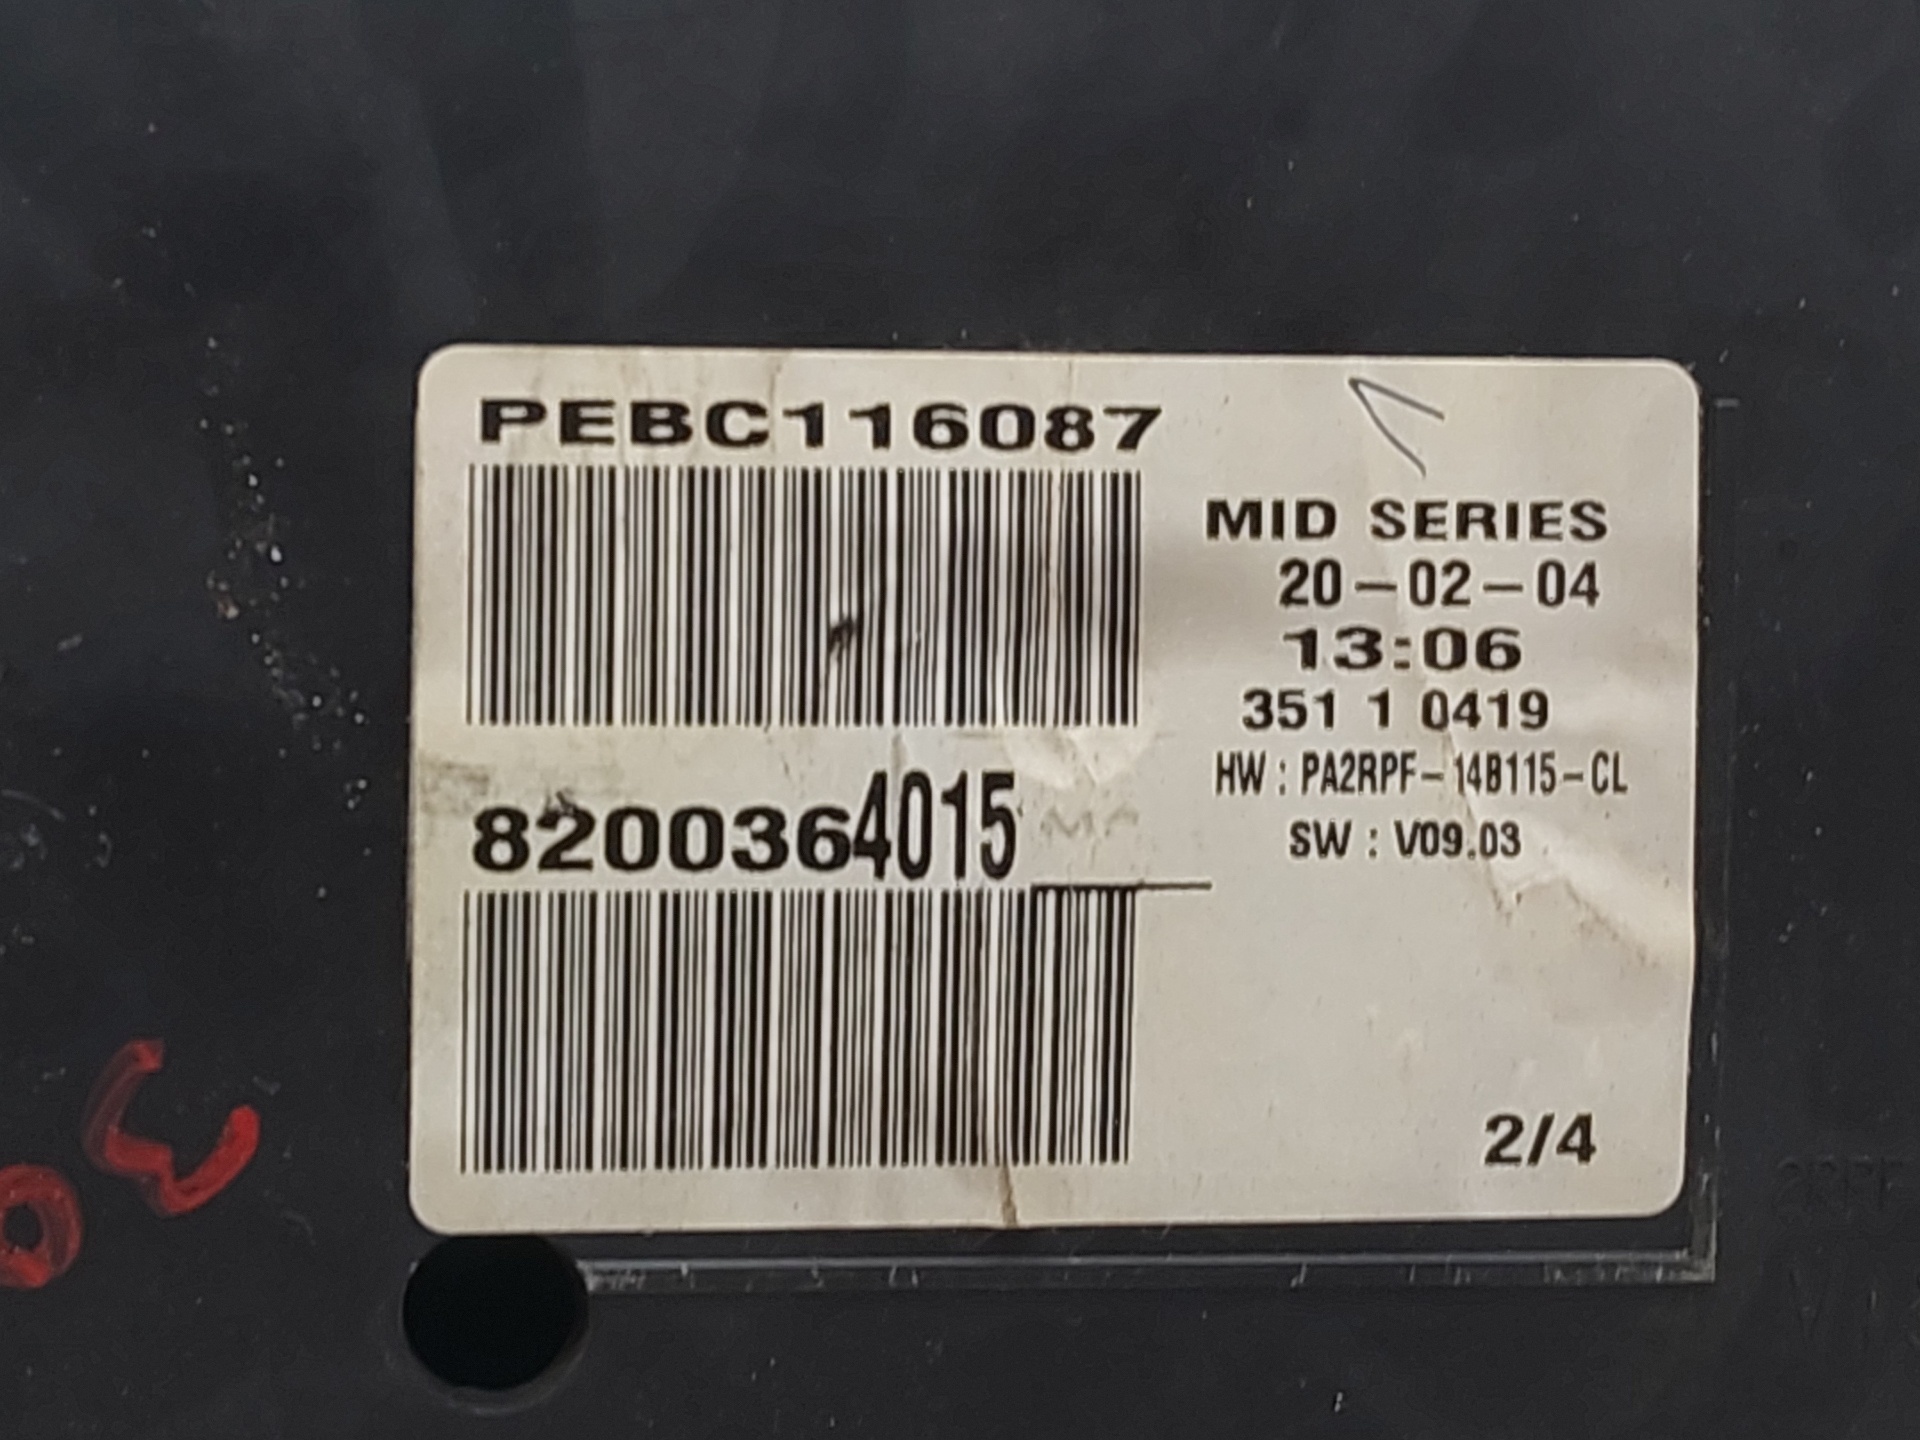 PEBC116087
MID SERIES
20-02-04
13:06
351 1 0419
HW : PA2RPF-14B115-CL
SW : V09.03
8200364015
2/4